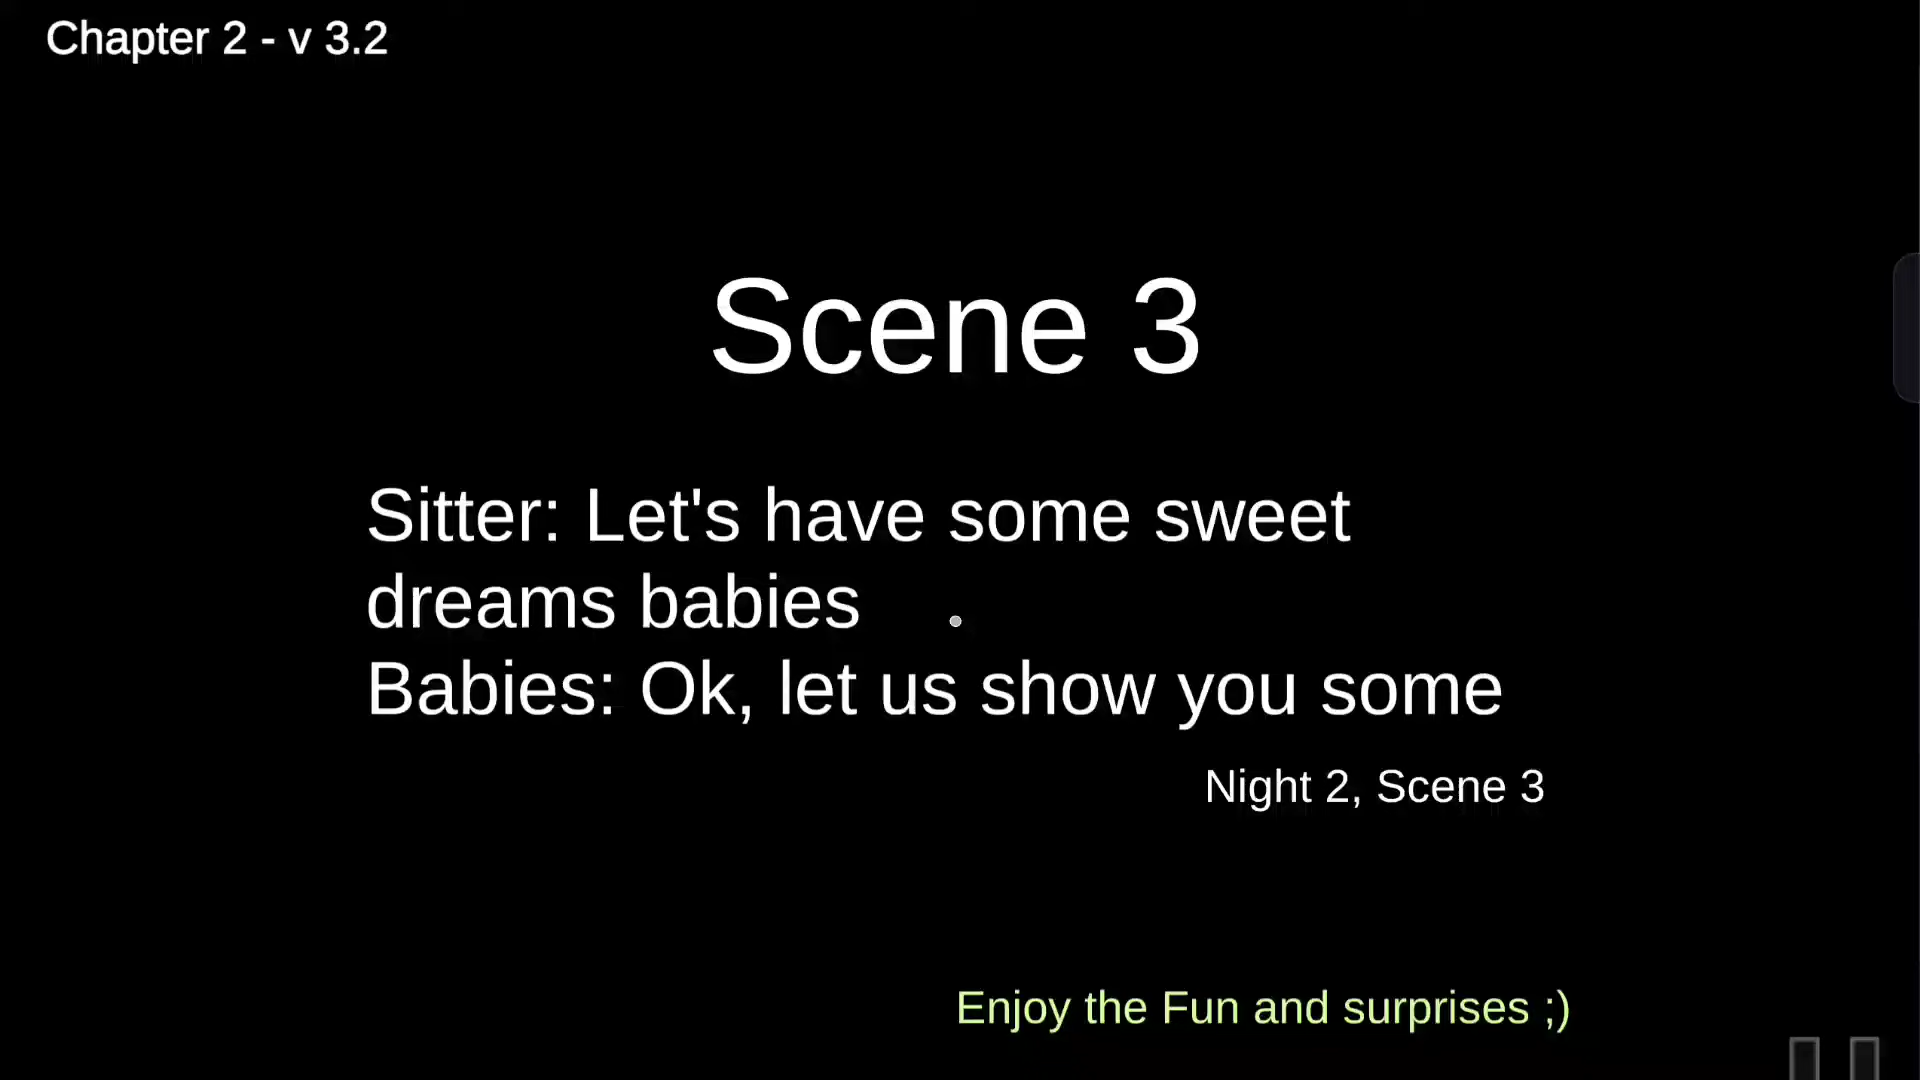 Chapter 2 - v 3.2
Scene 3
Sitter: Let's have some sweet
dreams babies
Babies: Ok, let us show you some
Night 2, Scene 3
Enjoy the Fun and surprises ;)